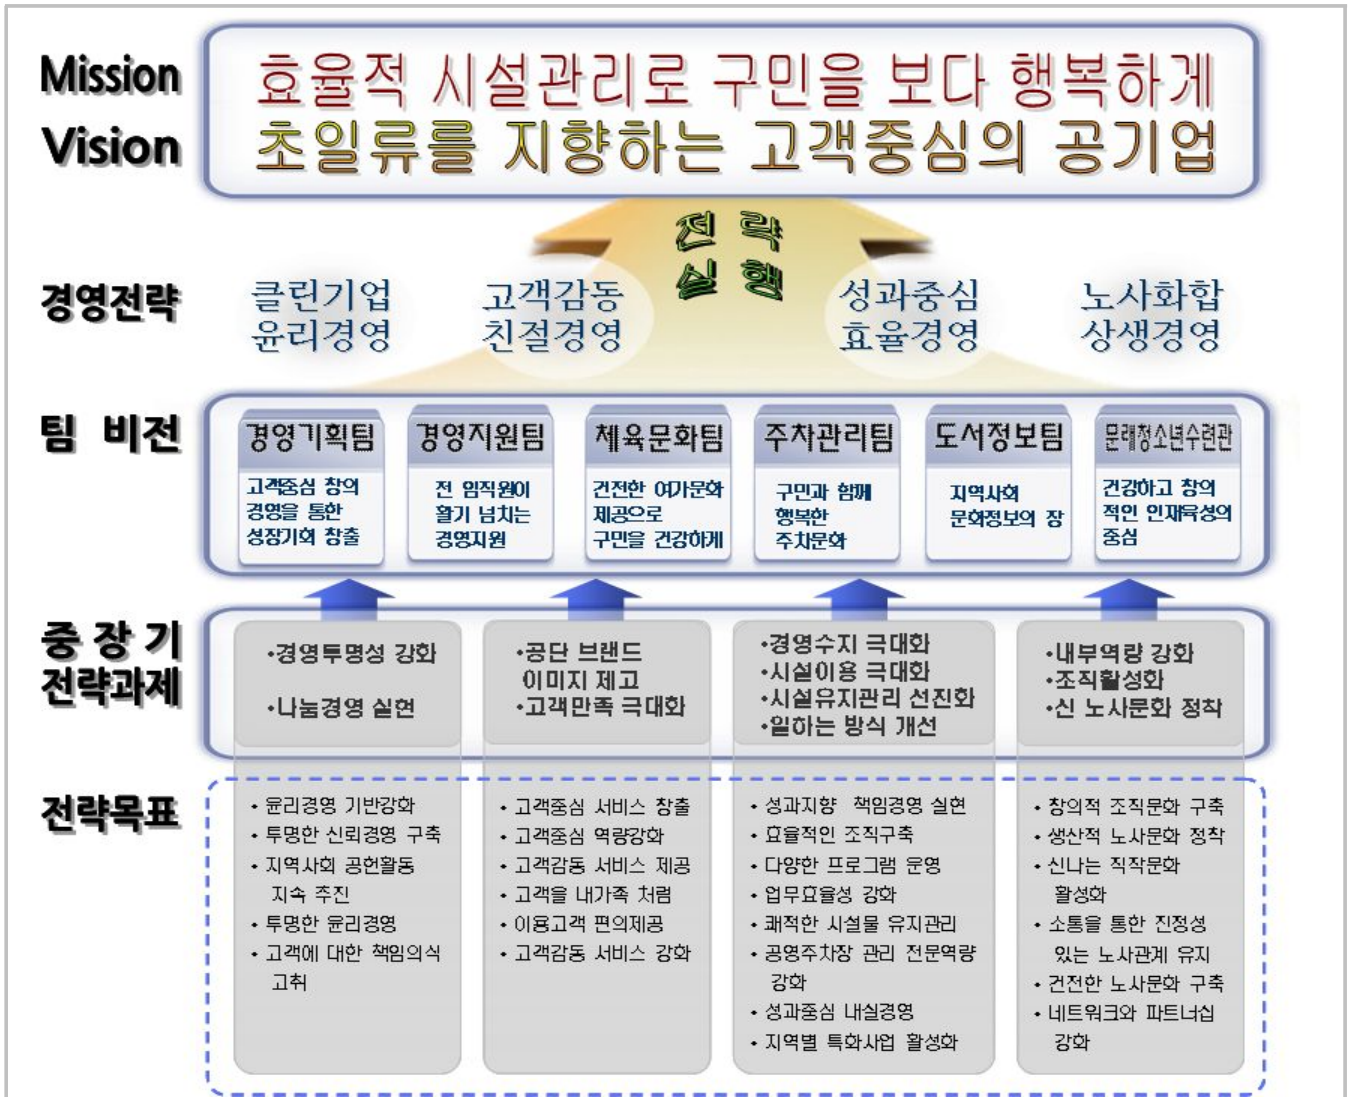 Mission
효율적 시설관리로 구민을 보다 행복하게
Vision
초일류를 지향하는 고객중심의 공기업
전 략
실 행
경영전략
클린기업
윤리경영
고객감동
친절경영
성과중심
효율경영
노사화합
상생경영
팀 비전
경영기획팀
고객중심 창의
경영을 통한
성장기회 창출
경영지원팀
전 임직원이
활기 넘치는
경영지원
체육문화팀
건전한 여가문화
제공으로
구민을 건강하게
주차관리팀
구민과 함께
행복한
주차문화
도서정보팀
지역사회
문화정보의 장
문래청소년수련관
건강하고 창의
적인 인재육성의
중심
중 장 기
전략과제
•경영투명성 강화
•나눔경영 실현
•공단 브랜드
이미지 제고
•고객만족 극대화
•경영수지 극대화
•시설이용 극대화
•시설유지관리 선진화
•일하는 방식 개선
•내부역량 강화
•조직활성화
•신 노사문화 정착
전략목표
• 윤리경영 기반강화
• 투명한 신뢰경영 구축
• 지역사회 공헌활동
지속 추진
• 투명한 윤리경영
• 고객에 대한 책임의식
고취
• 고객중심 서비스 창출
• 고객중심 역량강화
• 고객감동 서비스 제공
• 고객을 내가족 처럼
• 이용고객 편의제공
• 고객감동 서비스 강화
• 성과지향 책임경영 실현
• 효율적인 조직구축
• 다양한 프로그램 운영
• 업무효율성 강화
• 쾌적한 시설물 유지관리
• 공영주차장 관리 전문역량
강화
• 성과중심 내실경영
• 지역별 특화사업 활성화
• 창의적 조직문화 구축
• 생산적 노사문화 정착
• 신나는 직작문화
활성화
• 소통을 통한 진정성
있는 노사관계 유지
• 건전한 노사문화 구축
• 네트워크와 파트너십
강화